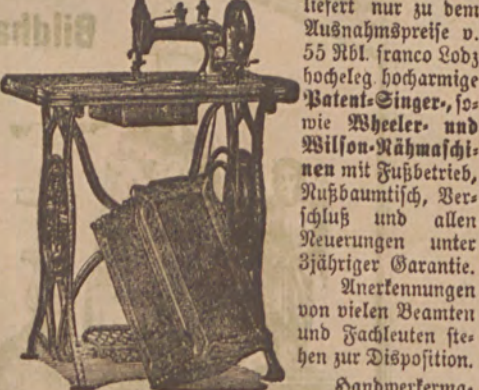 liefert nur zu dem
Ausnahmspreise v.
55 Rbl. franco Lodz
hocheleg. hocharmige
Patent-Singer-, so-
wie Wheeler- und
Wilson-Nähmaschi-
nen mit Fußbetrieb,
Nußbaumtisch, Ver-
schluß und allen
Neuerungen unter
3jähriger Garantie.
Anerkennungen
von vielen Beamten
und Fachleuten ste-
hen zur Disposition.
Handwerkerma-